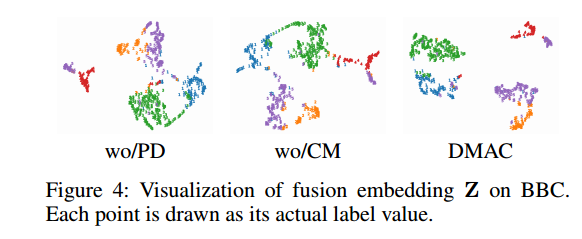 wo/PD
wo/CM
DMAC
Figure 4: Visualization of fusion embedding Z on BBC.
Each point is drawn as its actual label value.